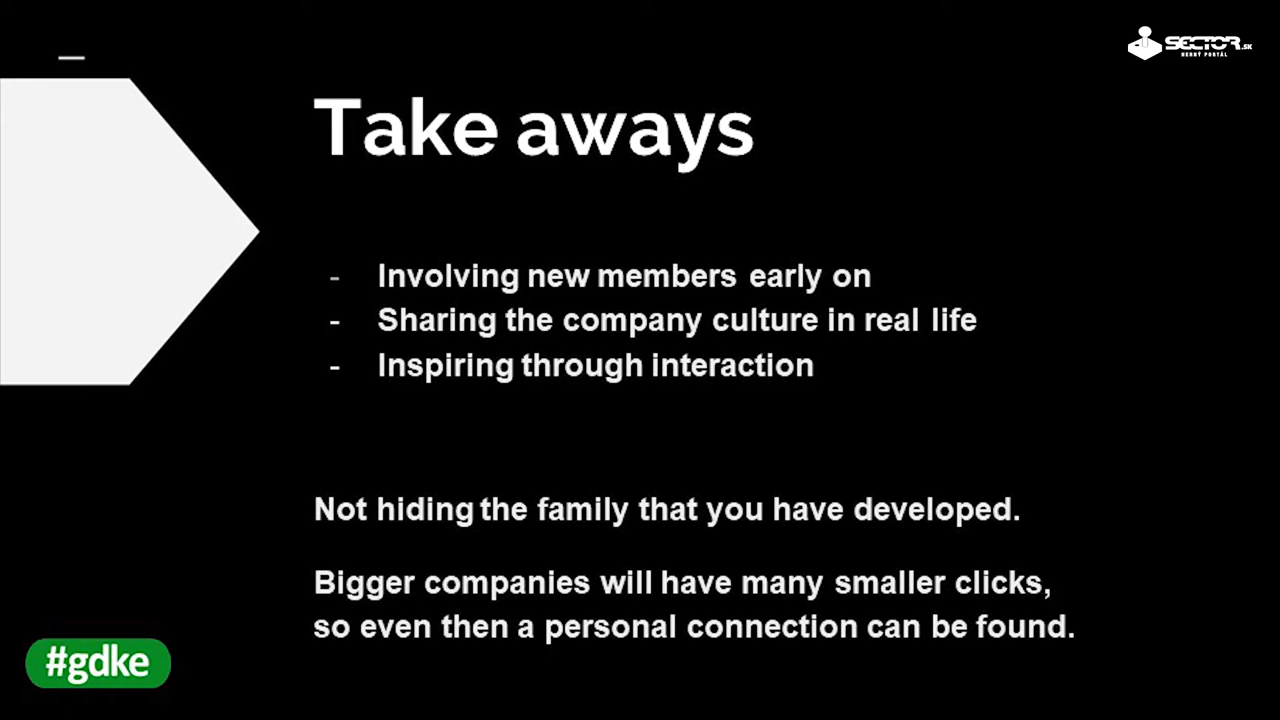 SECTOR.SK
HERNÝ PORTÁL
Take aways
- Involving new members early on
- Sharing the company culture in real life
- Inspiring through interaction
Not hiding the family that you have developed.
Bigger companies will have many smaller clicks,
so even then a personal connection can be found.
#gdke